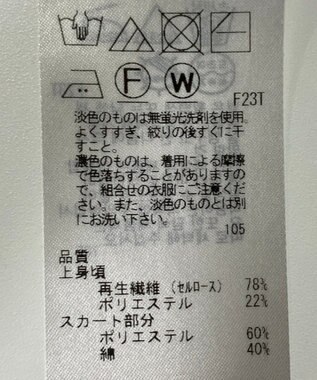 F W
F23T
淡色のものは無蛍光洗剤を使用。
よくすすぎ、絞りの後すぐに干
すこと。
濃色のものは、着用による摩擦
で色落ちすることがありますの
で、組合せの衣服にご注意くださ
い。また、淡色のものとは別
にお洗い下さい。
105
品質
上身頃
再生繊維（セルロース） 78%
ポリエステル 22%
スカート部分
ポリエステル 60%
綿 40%